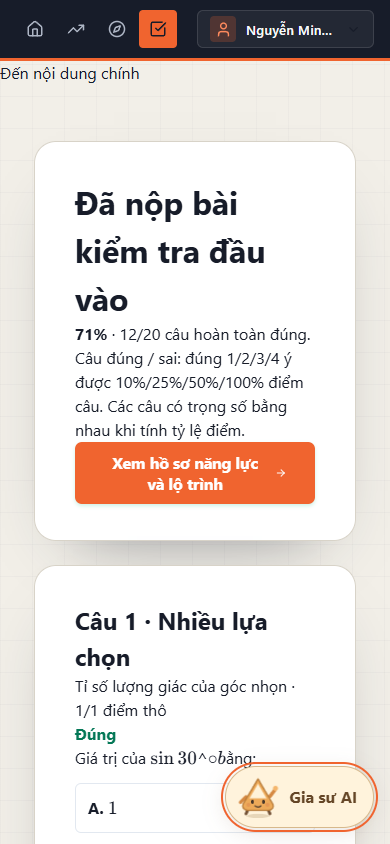 Nguyễn Min...
Đến nội dung chính
Đã nộp bài
kiểm tra đầu
vào
71% · 12/20 câu hoàn toàn đúng.
Câu đúng / sai: đúng 1/2/3/4 ý
được 10%/25%/50%/100% điểm
câu. Các câu có trọng số bằng
nhau khi tính tỷ lệ điểm.
Xem hồ sơ năng lực
và lộ trình
Câu 1 · Nhiều lựa
chọn
Tỉ số lượng giác của góc nhọn ·
1/1 điểm thô
Đúng
Giá trị của sin 30^○bằng:
A. 1
Gia sư AI